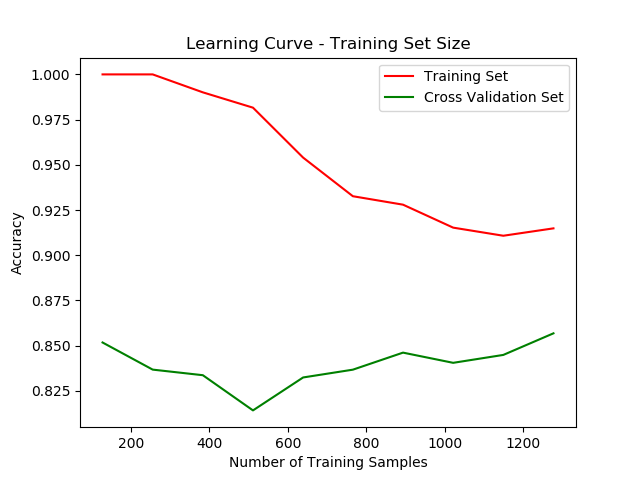 Learning Curve - Training Set Size
Training Set
Cross Validation Set
1.000
0.975
0.950
0.925
0.900
0.875
0.850
0.825
Accuracy
200 400 600 800 1000 1200
Number of Training Samples